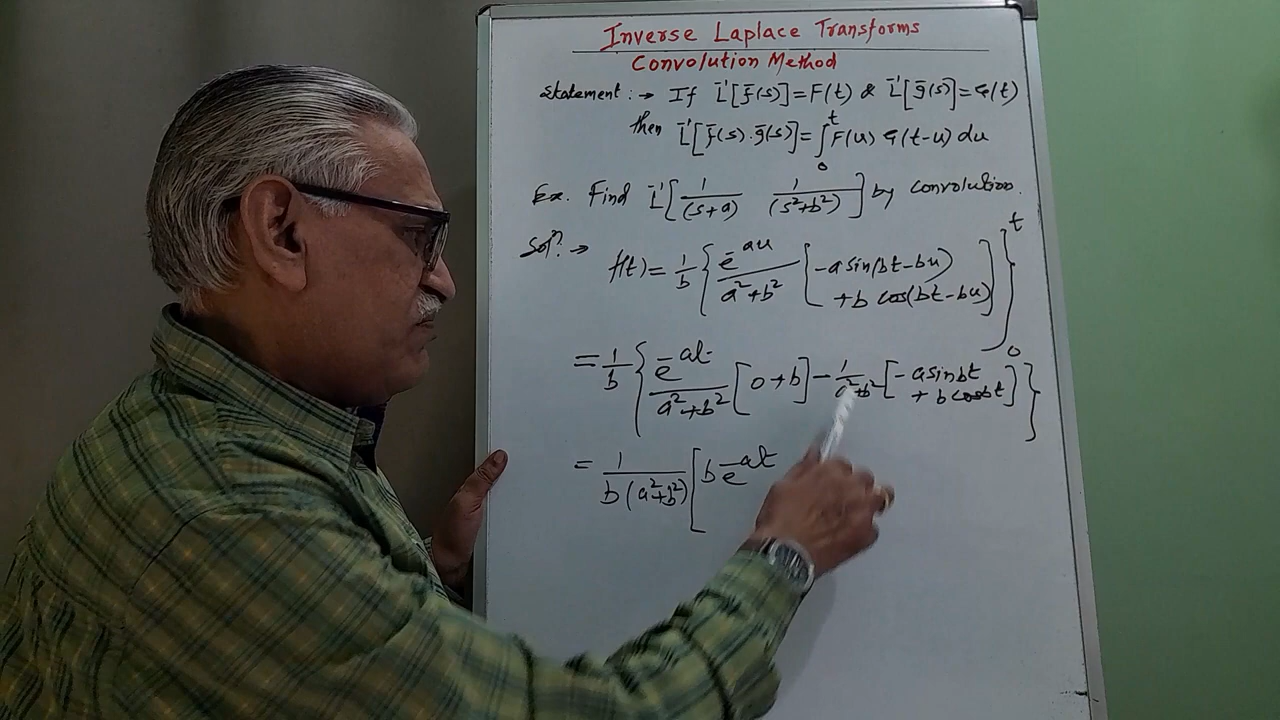 Inverse Laplace Transforms
Convolution Method
Statement :→ If L⁻¹[f̄(s)] = F(t) & L⁻¹[ḡ(s)] = G(t)
then L⁻¹[f̄(s)·ḡ(s)] = ∫₀ᵗ F(u) G(t-u) du
Ex. Find L⁻¹[1/(s+a) 1/(s²+b²)] by convolution.
Solⁿ. → f(t) = 1/b { e^-au/(a²+b²) [-a sin(bt-bu) + b cos(bt-bu)] }₀ᵗ
= 1/b { e^-at/(a²+b²) [0+b] - 1/(a²+b²) [-a sin bt + b cos bt] }
= 1/(b(a²+b²)) [b e^-at